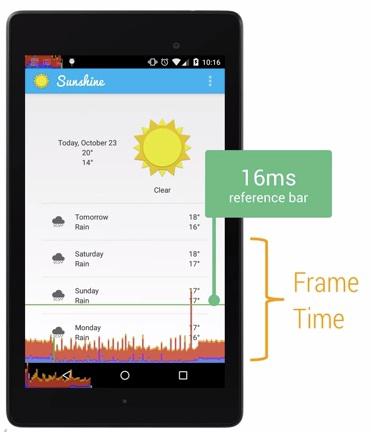 10:16
Sunshine
Today, October 23
20°
14°
Clear
16ms
reference bar
Tomorrow 18°
Rain 16°
Saturday 18°
Rain 17°
Sunday 17°
Rain 17°
Monday 17°
Rain 16°
Frame
Time